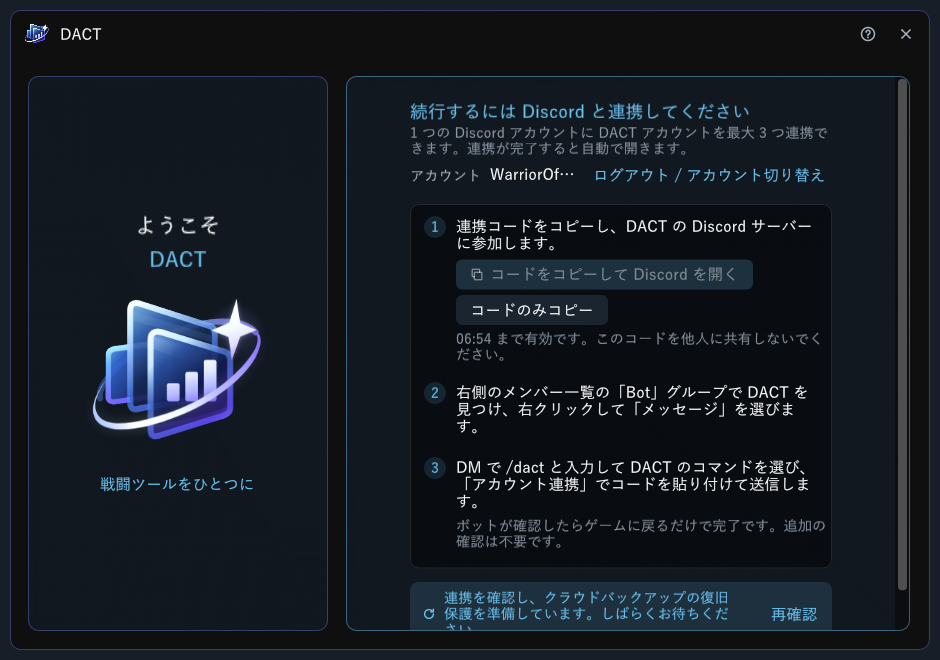 DACT
ようこそ
DACT
戦闘ツールをひとつに
続行するには Discord と連携してください
1 つの Discord アカウントに DACT アカウントを最大 3 つ連携で
きます。連携が完了すると自動で開きます。
アカウント WarriorOf··· ログアウト / アカウント切り替え
1 連携コードをコピーし、DACT の Discord サーバー
に参加します。
コードをコピーして Discord を開く
コードのみコピー
06:54 まで有効です。このコードを他人に共有しないでく
ださい。
2 右側のメンバー一覧の「Bot」グループで DACT を
見つけ、右クリックして「メッセージ」を選びま
す。
3 DM で /dact と入力して DACT のコマンドを選び、
「アカウント連携」でコードを貼り付けて送信しま
す。
ボットが確認したらゲームに戻るだけで完了です。追加の
確認は不要です。
連携を確認し、クラウドバックアップの復旧
保護を準備しています。しばらくお待ちくだ
さい。
再確認